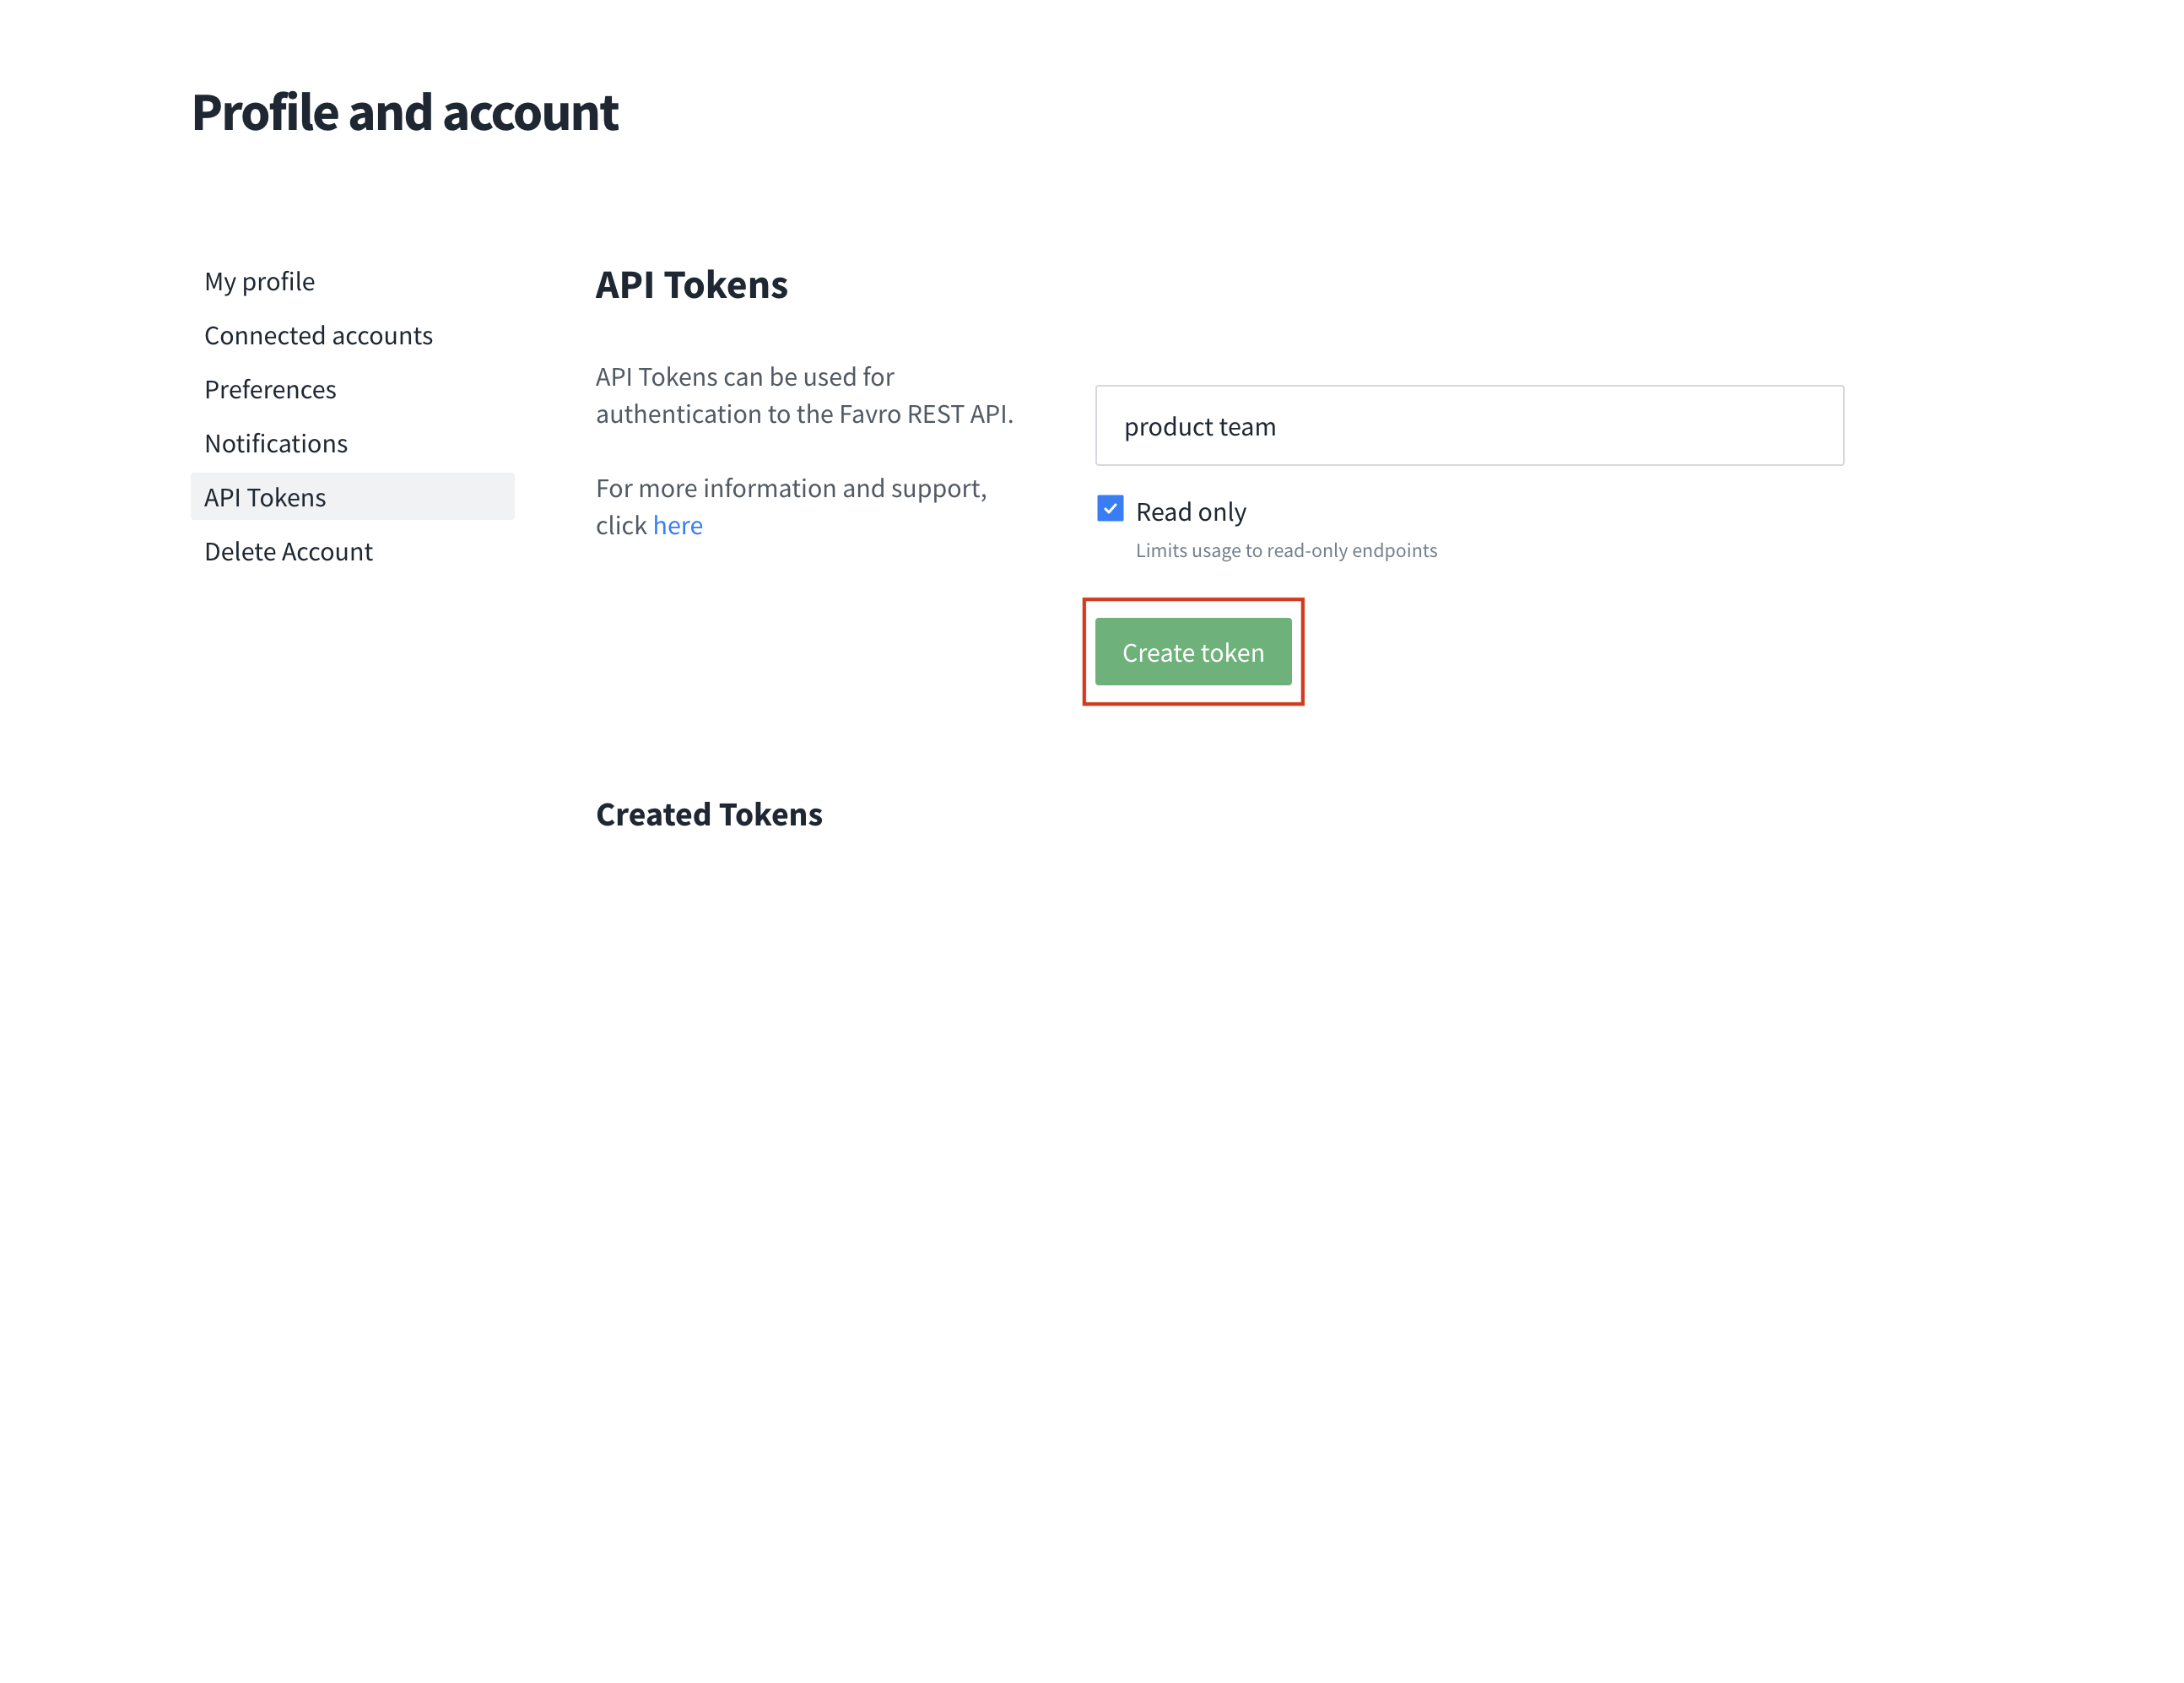 Profile and account
My profile
Connected accounts
Preferences
Notifications
API Tokens
Delete Account
API Tokens
API Tokens can be used for
authentication to the Favro REST API.
For more information and support,
click here
product team
Read only
Limits usage to read-only endpoints
Create token
Created Tokens